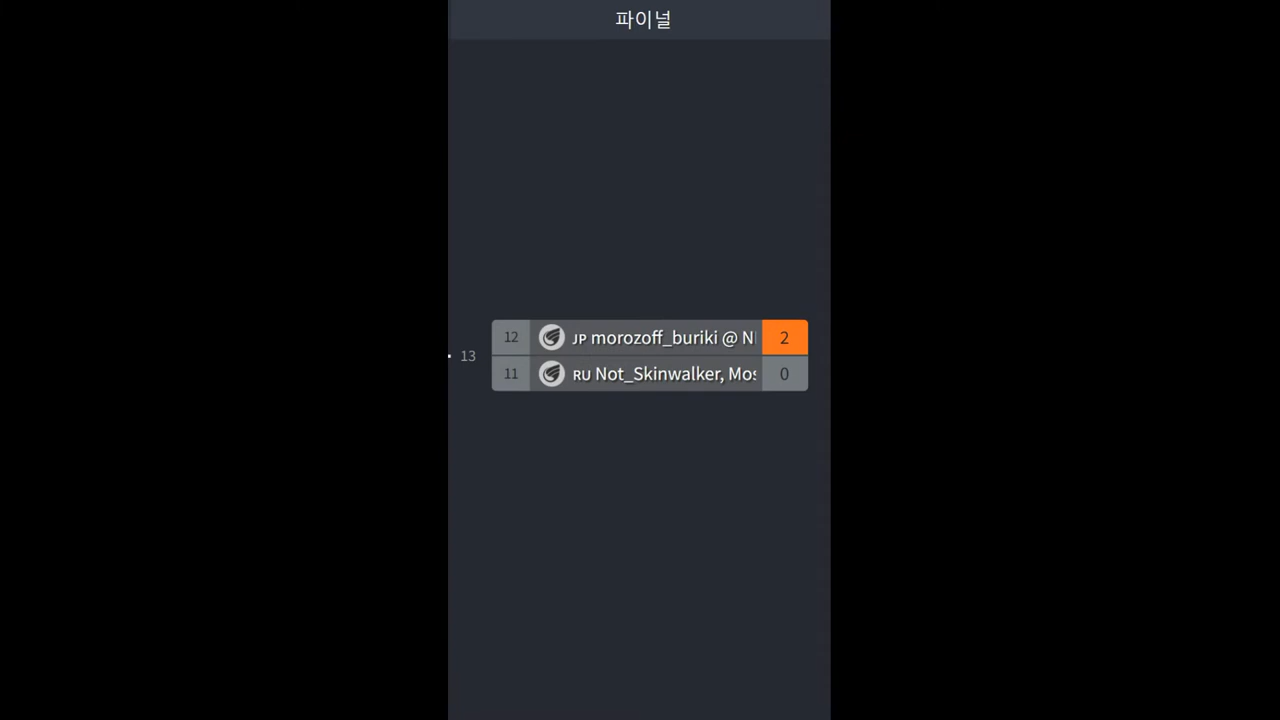 파이널
12 JP morozoff_buriki @ N 2
13
11 RU Not_Skinwalker, Mos 0